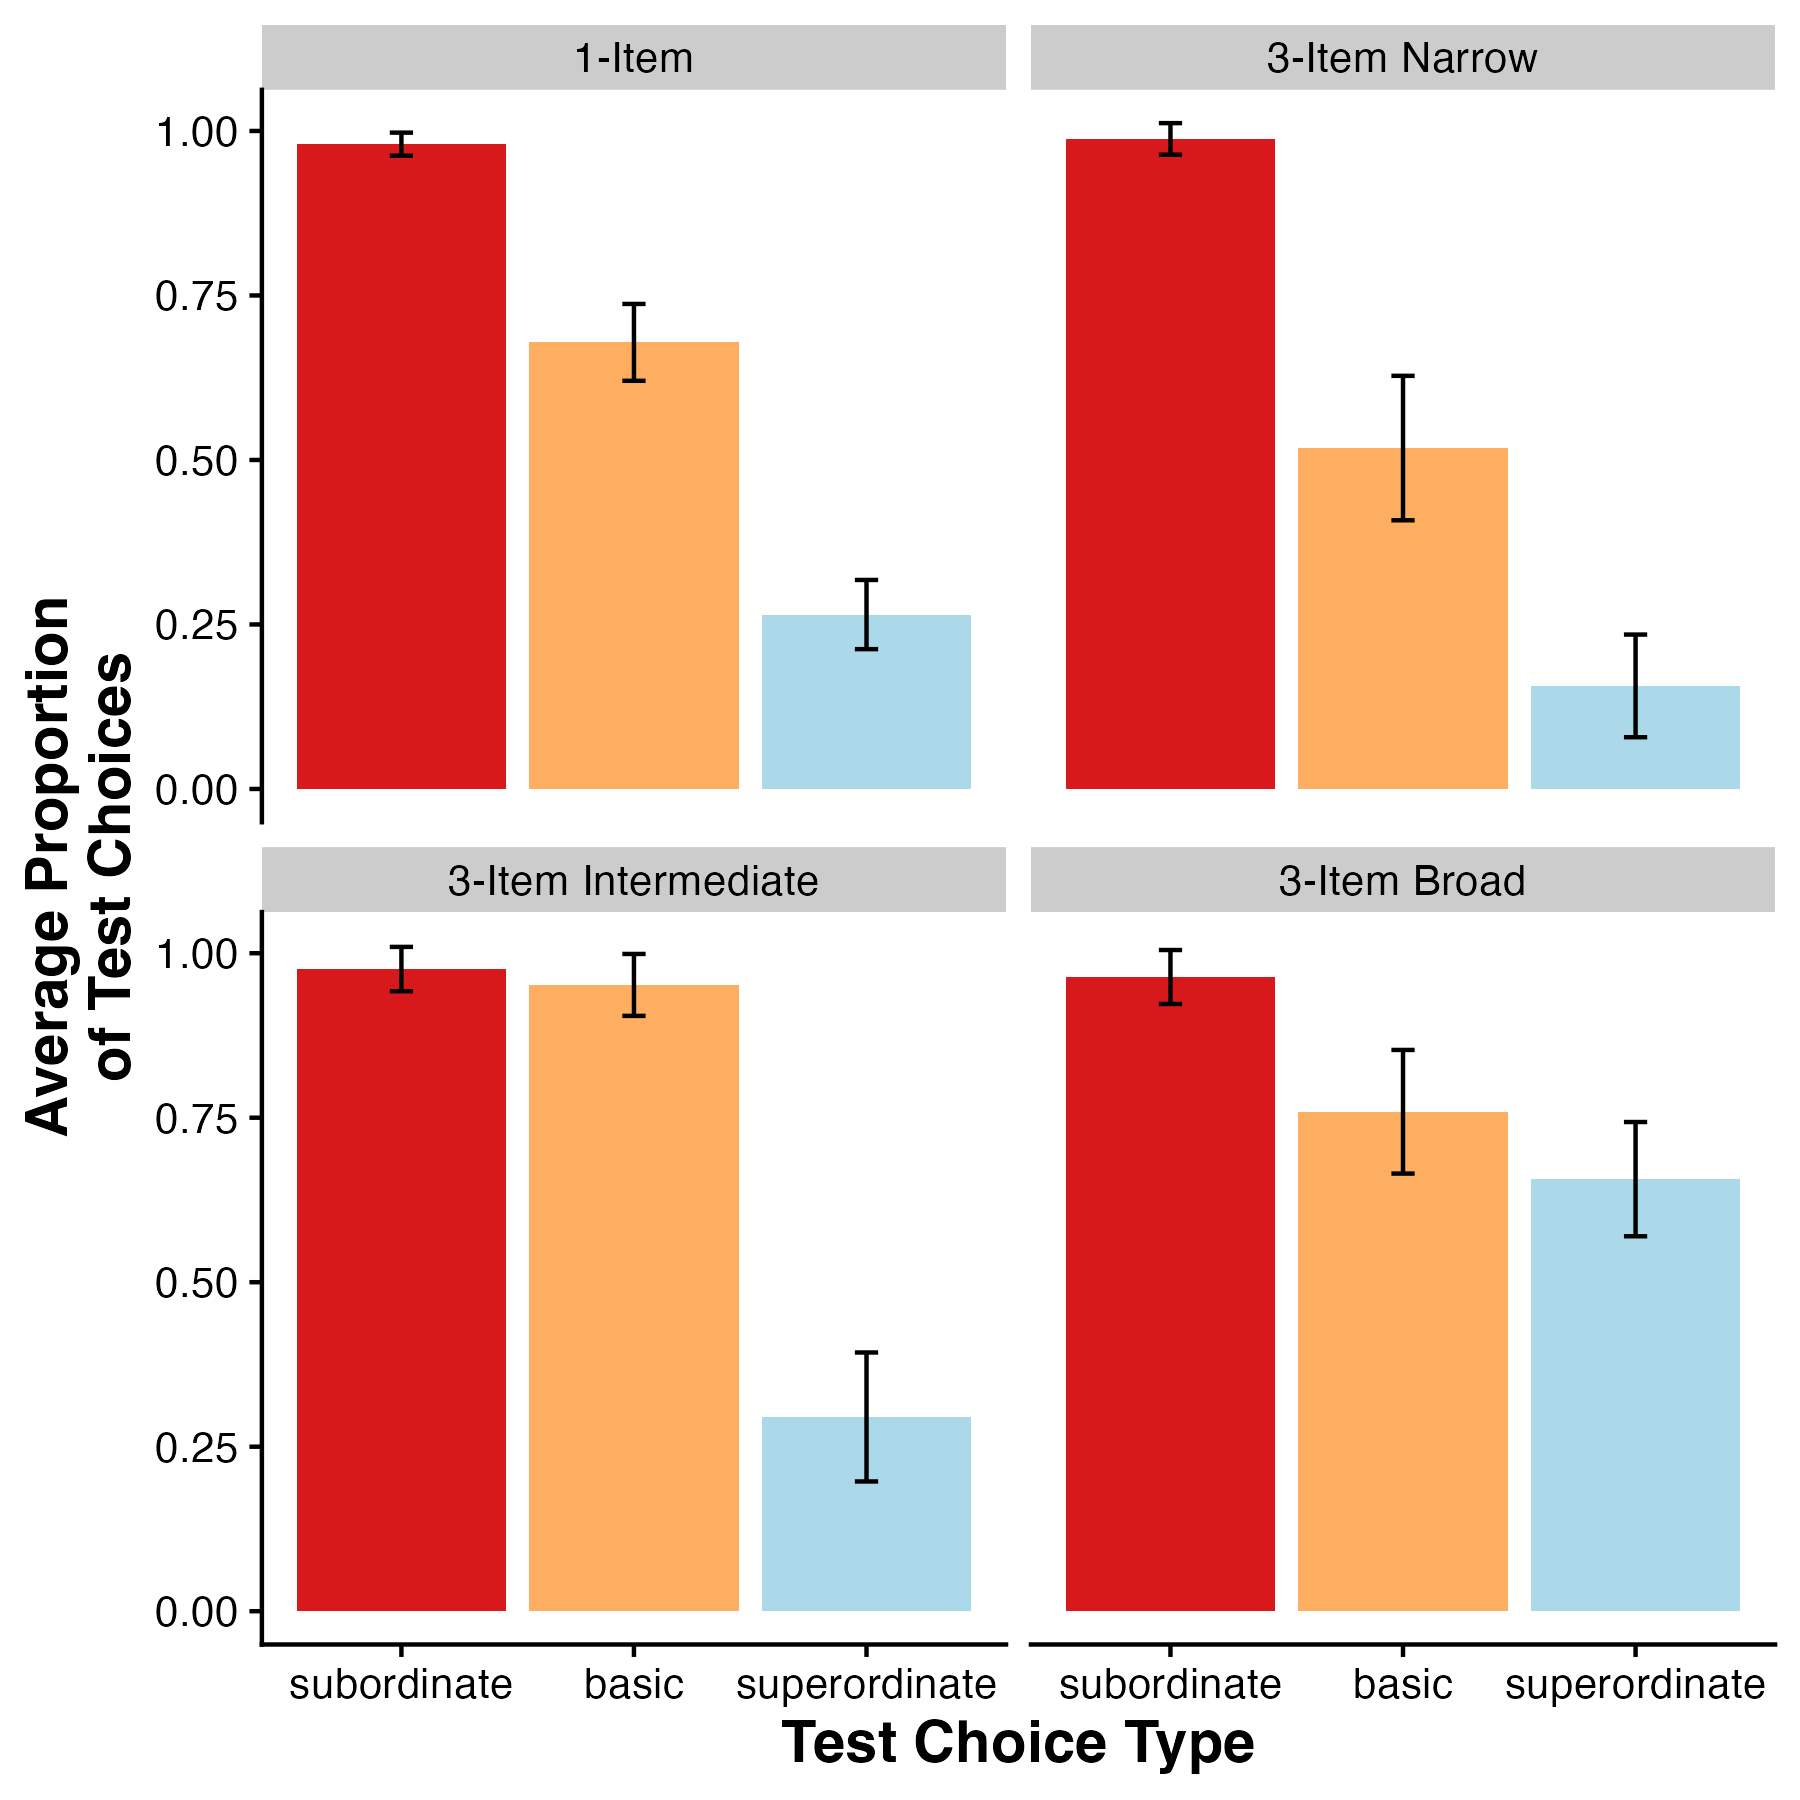 1-Item
3-Item Narrow
1.00
0.75
0.50
0.25
0.00
3-Item Intermediate
3-Item Broad
1.00
0.75
0.50
0.25
0.00
Average Proportion
of Test Choices
subordinate basic superordinate
subordinate basic superordinate
Test Choice Type